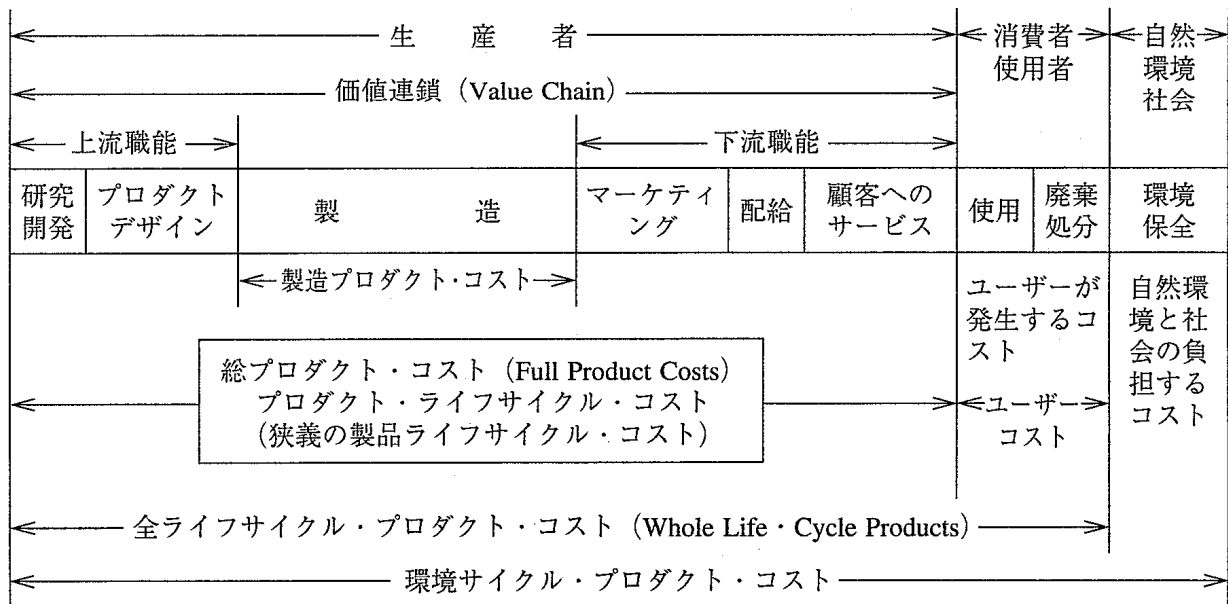 生産者
消費者
使用者
自然
環境
社会
価値連鎖（Value Chain）
上流職能
下流職能
研究
開発
プロダクト
デザイン
製造
マーケティ
ング
配給
顧客への
サービス
使用
廃棄
処分
環境
保全
製造プロダクト・コスト
ユーザーが
発生するコ
スト
自然環
境と社
会の負
担する
コスト
総プロダクト・コスト（Full Product Costs）
プロダクト・ライフサイクル・コスト
（狭義の製品ライフサイクル・コスト）
ユーザー
コスト
全ライフサイクル・プロダクト・コスト（Whole Life・Cycle Products）
環境サイクル・プロダクト・コスト